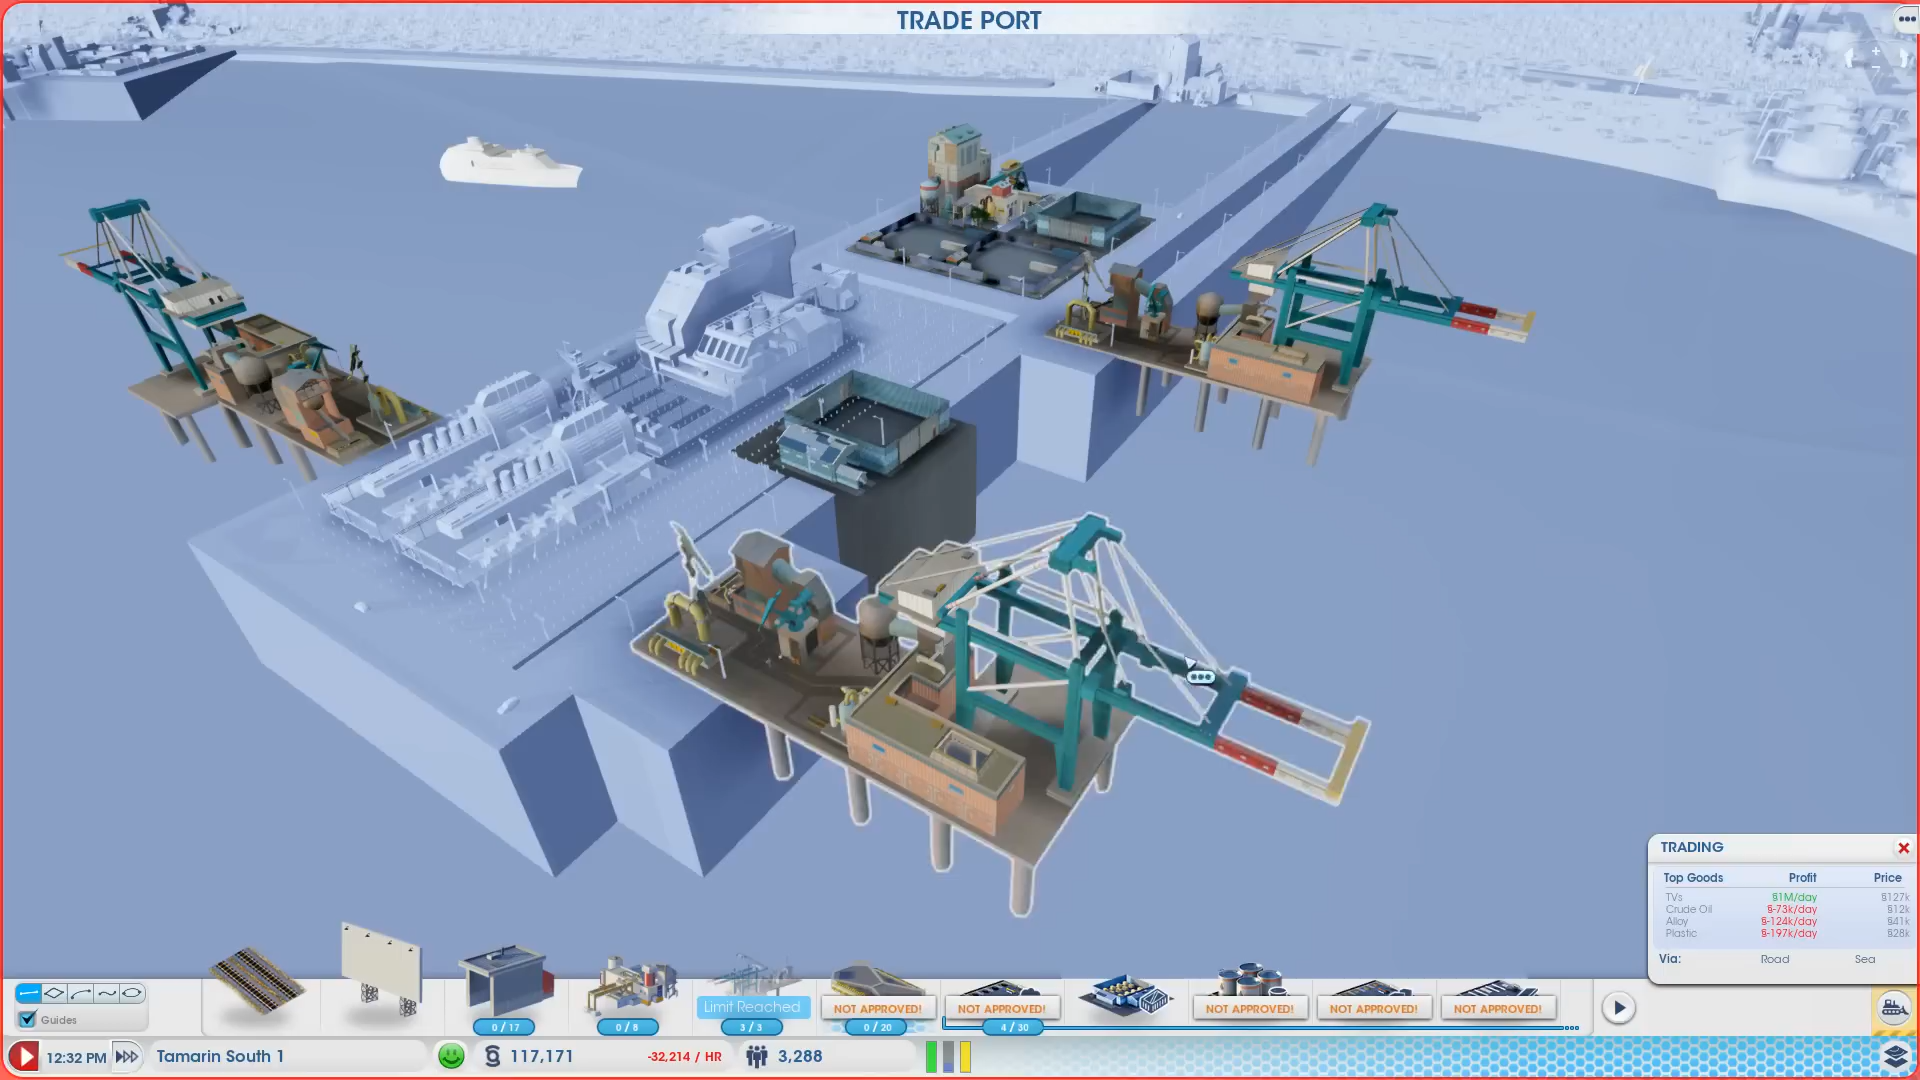 TRADE PORT
TRADING
Top Goods Profit Price
TVs §1M/day §127k
Crude Oil §-73k/day §12k
Alloy §-124k/day §41k
Plastic §-197k/day §28k
Via: Road Sea
Limit Reached
NOT APPROVED!
NOT APPROVED!
NOT APPROVED!
NOT APPROVED!
NOT APPROVED!
Guides
0 / 17
0 / 8
3 / 3
0 / 20
4 / 30
12:32 PM
Tamarin South 1
117,171
-32,214 / HR
3,288